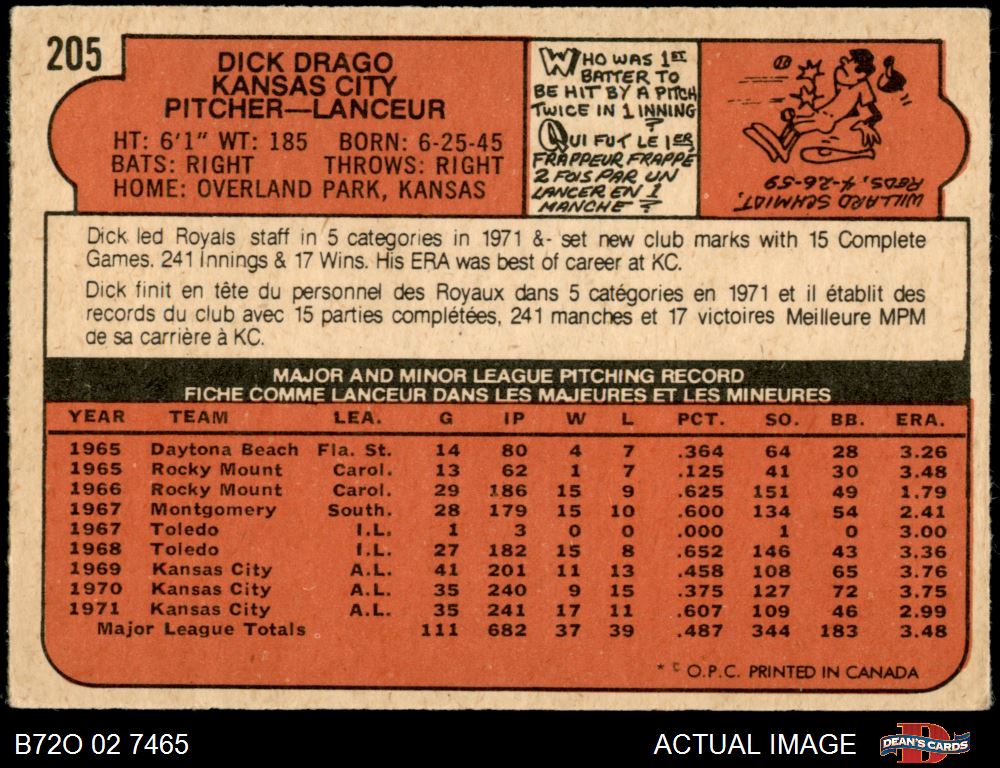 205
DICK DRAGO
KANSAS CITY
PITCHER—LANCEUR
HT: 6'1" WT: 185 BORN: 6-25-45
BATS: RIGHT THROWS: RIGHT
HOME: OVERLAND PARK, KANSAS
WHO WAS 1ST
BATTER TO
BE HIT BY A PITCH
TWICE IN 1 INNING
?
QUI FUT LE 1ER
FRAPPEUR FRAPPÉ
2 FOIS PAR UN
LANCER EN 1
MANCHE ?
WILLARD SCHMIDT,
REDS, 4-26-59
Dick led Royals staff in 5 categories in 1971 &- set new club marks with 15 Complete
Games. 241 Innings & 17 Wins. His ERA was best of career at KC.
Dick finit en tête du personnel des Royaux dans 5 catégories en 1971 et il établit des
records du club avec 15 parties complétées, 241 manches et 17 victoires Meilleure MPM
de sa carrière à KC.
MAJOR AND MINOR LEAGUE PITCHING RECORD
FICHE COMME LANCEUR DANS LES MAJEURES ET LES MINEURES
YEAR TEAM LEA. G IP W L PCT. SO. BB. ERA.
1965 Daytona Beach Fla. St. 14 80 4 7 .364 64 28 3.26
1965 Rocky Mount Carol. 13 62 1 7 .125 41 30 3.48
1966 Rocky Mount Carol. 29 186 15 9 .625 151 49 1.79
1967 Montgomery South. 28 179 15 10 .600 134 54 2.41
1967 Toledo I.L. 1 3 0 0 .000 1 0 3.00
1968 Toledo I.L. 27 182 15 8 .652 146 43 3.36
1969 Kansas City A.L. 41 201 11 13 .458 108 65 3.76
1970 Kansas City A.L. 35 240 9 15 .375 127 72 3.75
1971 Kansas City A.L. 35 241 17 11 .607 109 46 2.99
Major League Totals 111 682 37 39 .487 344 183 3.48
* © O.P.C. PRINTED IN CANADA
B72O 02 7465
ACTUAL IMAGE
DEAN'S CARDS